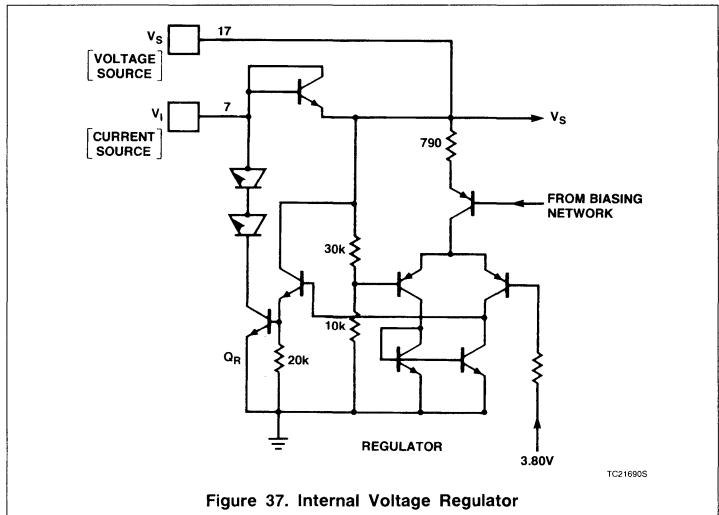 V_S
17
[VOLTAGE
SOURCE]
V_I
7
[CURRENT
SOURCE]
V_S
790
FROM BIASING
NETWORK
30k
10k
Q_R
20k
REGULATOR
3.80V
TC21690S
Figure 37. Internal Voltage Regulator